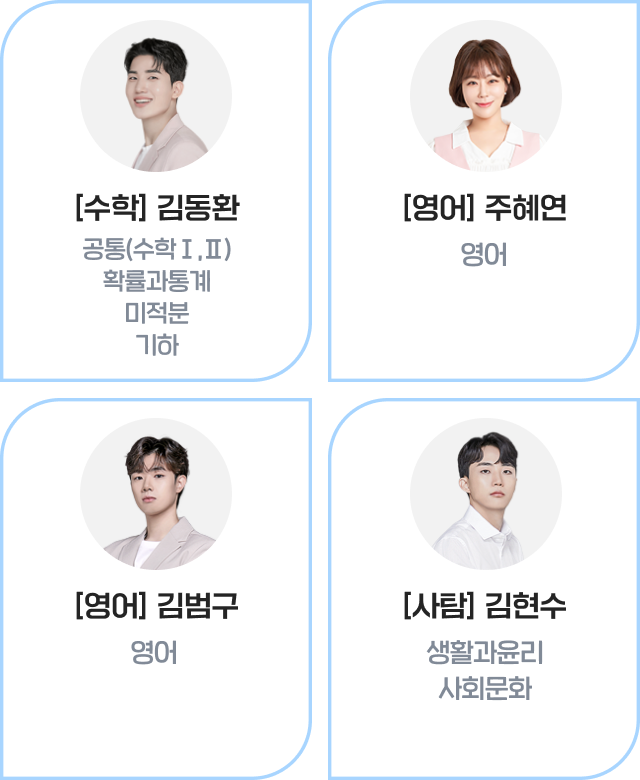 [수학] 김동환
공통(수학Ⅰ,Ⅱ)
확률과통계
미적분
기하
[영어] 주혜연
영어
[영어] 김범구
영어
[사탐] 김현수
생활과윤리
사회문화